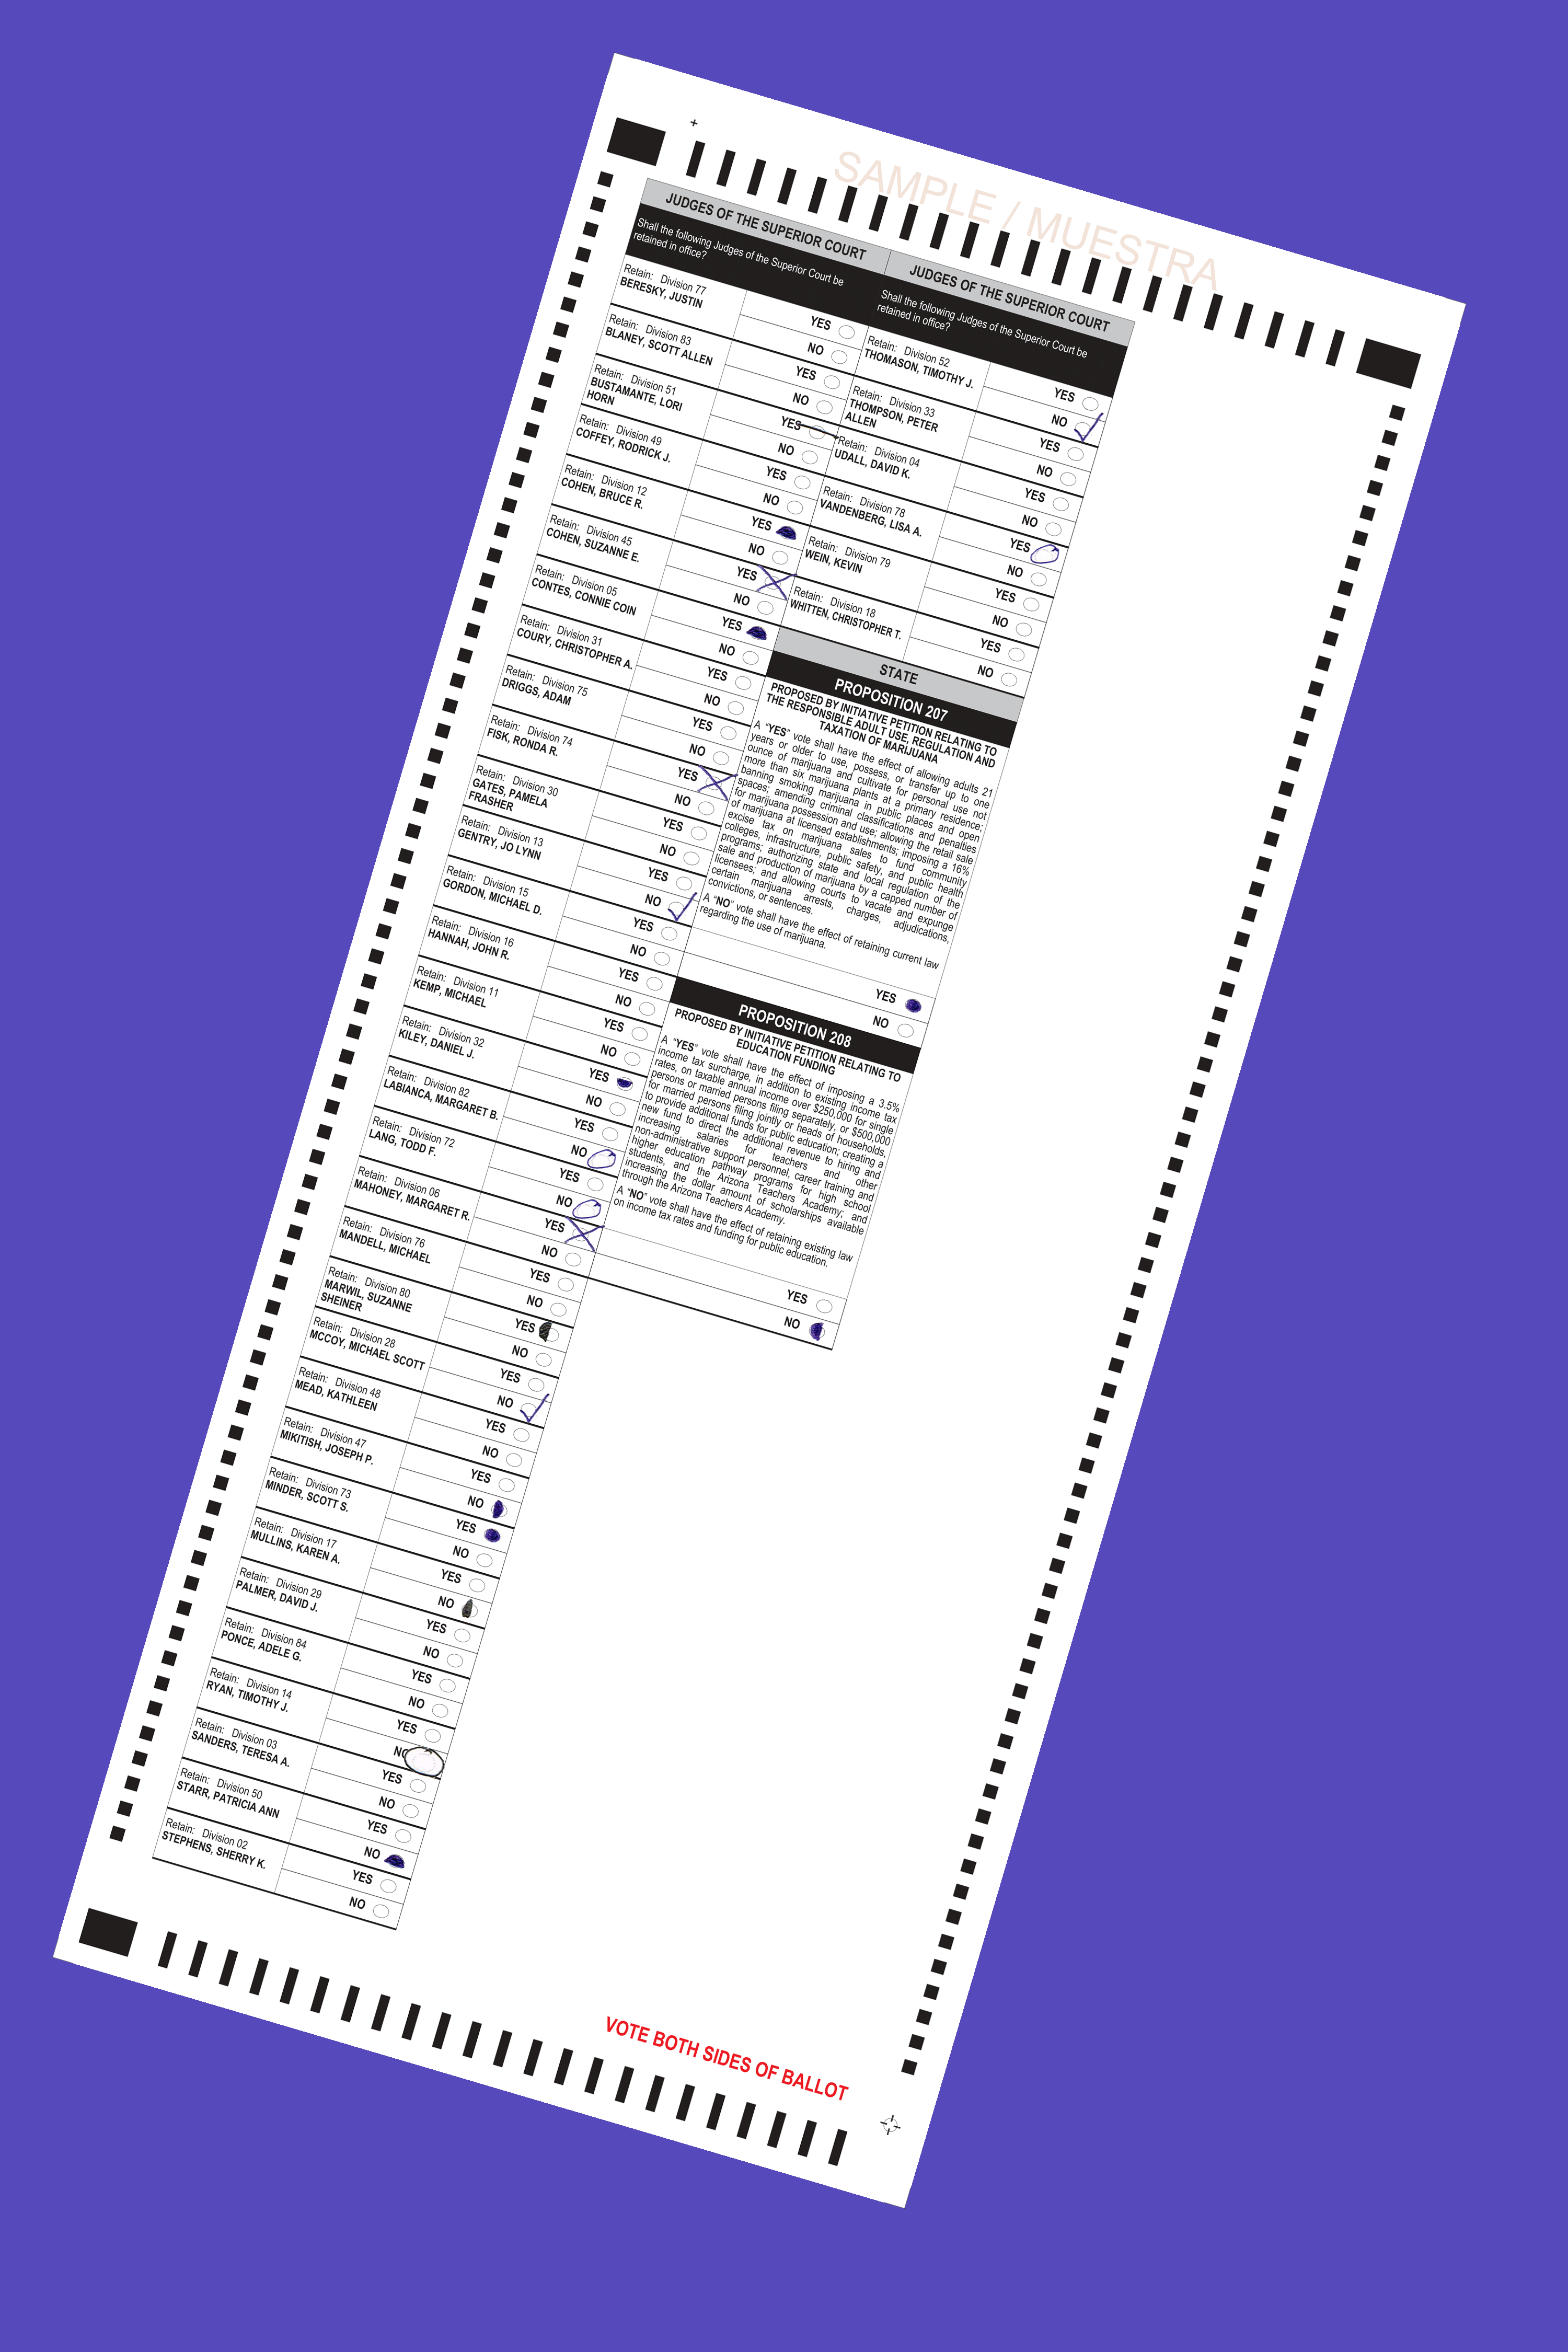 SAMPLE / MUESTRA
JUDGES OF THE SUPERIOR COURT
Shall the following Judges of the Superior Court be
retained in office?
Retain: Division 77
BERESKY, JUSTIN
YES
NO
Retain: Division 83
BLANEY, SCOTT ALLEN
YES
NO
Retain: Division 51
BUSTAMANTE, LORI
HORN
YES
NO
Retain: Division 49
COFFEY, RODRICK J.
YES
NO
Retain: Division 12
COHEN, BRUCE R.
YES
NO
Retain: Division 45
COHEN, SUZANNE E.
YES
NO
Retain: Division 05
CONTES, CONNIE COIN
YES
NO
Retain: Division 31
COURY, CHRISTOPHER A.
YES
NO
Retain: Division 75
DRIGGS, ADAM
YES
NO
Retain: Division 74
FISK, RONDA R.
YES
NO
Retain: Division 30
GATES, PAMELA
FRASHER
YES
NO
Retain: Division 13
GENTRY, JO LYNN
YES
NO
Retain: Division 15
GORDON, MICHAEL D.
YES
NO
Retain: Division 16
HANNAH, JOHN R.
YES
NO
Retain: Division 11
KEMP, MICHAEL
YES
NO
Retain: Division 32
KILEY, DANIEL J.
YES
NO
Retain: Division 82
LABIANCA, MARGARET B.
YES
NO
Retain: Division 72
LANG, TODD F.
YES
NO
Retain: Division 06
MAHONEY, MARGARET R.
YES
NO
Retain: Division 76
MANDELL, MICHAEL
YES
NO
Retain: Division 80
MARWIL, SUZANNE
SHEINER
YES
NO
Retain: Division 28
MCCOY, MICHAEL SCOTT
YES
NO
Retain: Division 48
MEAD, KATHLEEN
YES
NO
Retain: Division 47
MIKITISH, JOSEPH P.
YES
NO
Retain: Division 73
MINDER, SCOTT S.
YES
NO
Retain: Division 17
MULLINS, KAREN A.
YES
NO
Retain: Division 29
PALMER, DAVID J.
YES
NO
Retain: Division 84
PONCE, ADELE G.
YES
NO
Retain: Division 14
RYAN, TIMOTHY J.
YES
NO
Retain: Division 03
SANDERS, TERESA A.
YES
NO
Retain: Division 50
STARR, PATRICIA ANN
YES
NO
Retain: Division 02
STEPHENS, SHERRY K.
YES
NO
JUDGES OF THE SUPERIOR COURT
Shall the following Judges of the Superior Court be
retained in office?
Retain: Division 52
THOMASON, TIMOTHY J.
YES
NO
Retain: Division 33
THOMPSON, PETER
ALLEN
YES
NO
Retain: Division 04
UDALL, DAVID K.
YES
NO
Retain: Division 78
VANDENBERG, LISA A.
YES
NO
Retain: Division 79
WEIN, KEVIN
YES
NO
Retain: Division 18
WHITTEN, CHRISTOPHER T.
YES
NO
STATE
PROPOSITION 207
PROPOSED BY INITIATIVE PETITION RELATING TO
THE RESPONSIBLE ADULT USE, REGULATION AND
TAXATION OF MARIJUANA
A “YES” vote shall have the effect of allowing adults 21
years or older to use, possess, or transfer up to one
ounce of marijuana and cultivate for personal use not
more than six marijuana plants at a primary residence;
banning smoking marijuana in public places and open
spaces; amending criminal classifications and penalties
for marijuana possession and use; allowing the retail sale
of marijuana at licensed establishments; imposing a 16%
excise tax on marijuana sales to fund community
colleges, infrastructure, public safety, and public health
programs; authorizing state and local regulation of the
sale and production of marijuana by a capped number of
licensees; and allowing courts to vacate and expunge
certain marijuana arrests, charges, adjudications,
convictions, or sentences.
A “NO” vote shall have the effect of retaining current law
regarding the use of marijuana.
YES
NO
PROPOSITION 208
PROPOSED BY INITIATIVE PETITION RELATING TO
EDUCATION FUNDING
A “YES” vote shall have the effect of imposing a 3.5%
income tax surcharge, in addition to existing income tax
rates, on taxable annual income over $250,000 for single
persons or married persons filing separately, or $500,000
for married persons filing jointly or heads of households,
to provide additional funds for public education; creating a
new fund to direct the additional revenue to hiring and
increasing salaries for teachers and other
non-administrative support personnel, career training and
higher education pathway programs for high school
students, and the Arizona Teachers Academy; and
increasing the dollar amount of scholarships available
through the Arizona Teachers Academy.
A “NO” vote shall have the effect of retaining existing law
on income tax rates and funding for public education.
YES
NO
VOTE BOTH SIDES OF BALLOT